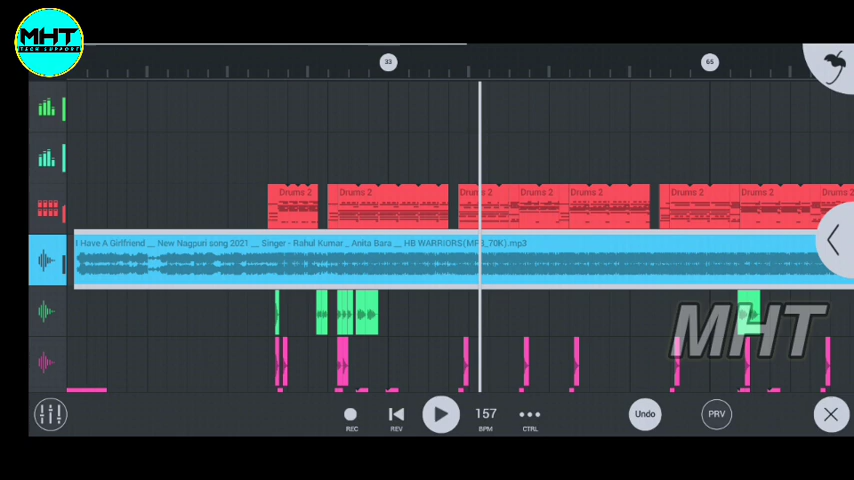 MHT
TECH SUPPORT
33
65
Drums 2
Drums 2
Drums 2
Drums 2
Drums 2
Drums 2
Drums 2
Drums 2
I Have A Girlfriend __ New Nagpuri song 2021 __ Singer - Rahul Kumar _ Anita Bara __ HB WARRIORS(MP3_70K).mp3
MHT
REC
REV
157
BPM
CTRL
Undo
PRV